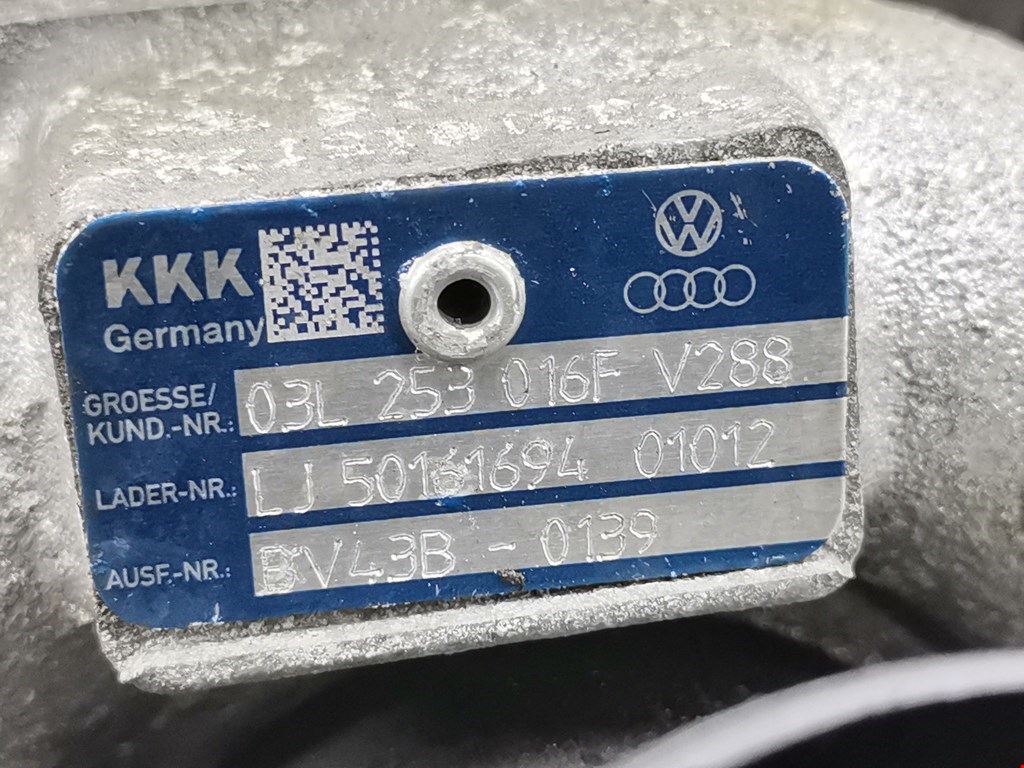 KKK
Germany
GROESSE/
KUND.-NR.: 03L 253 016F V288
LADER-NR.: LJ 50161694 01012
AUSF.-NR.: BV43B - 0139